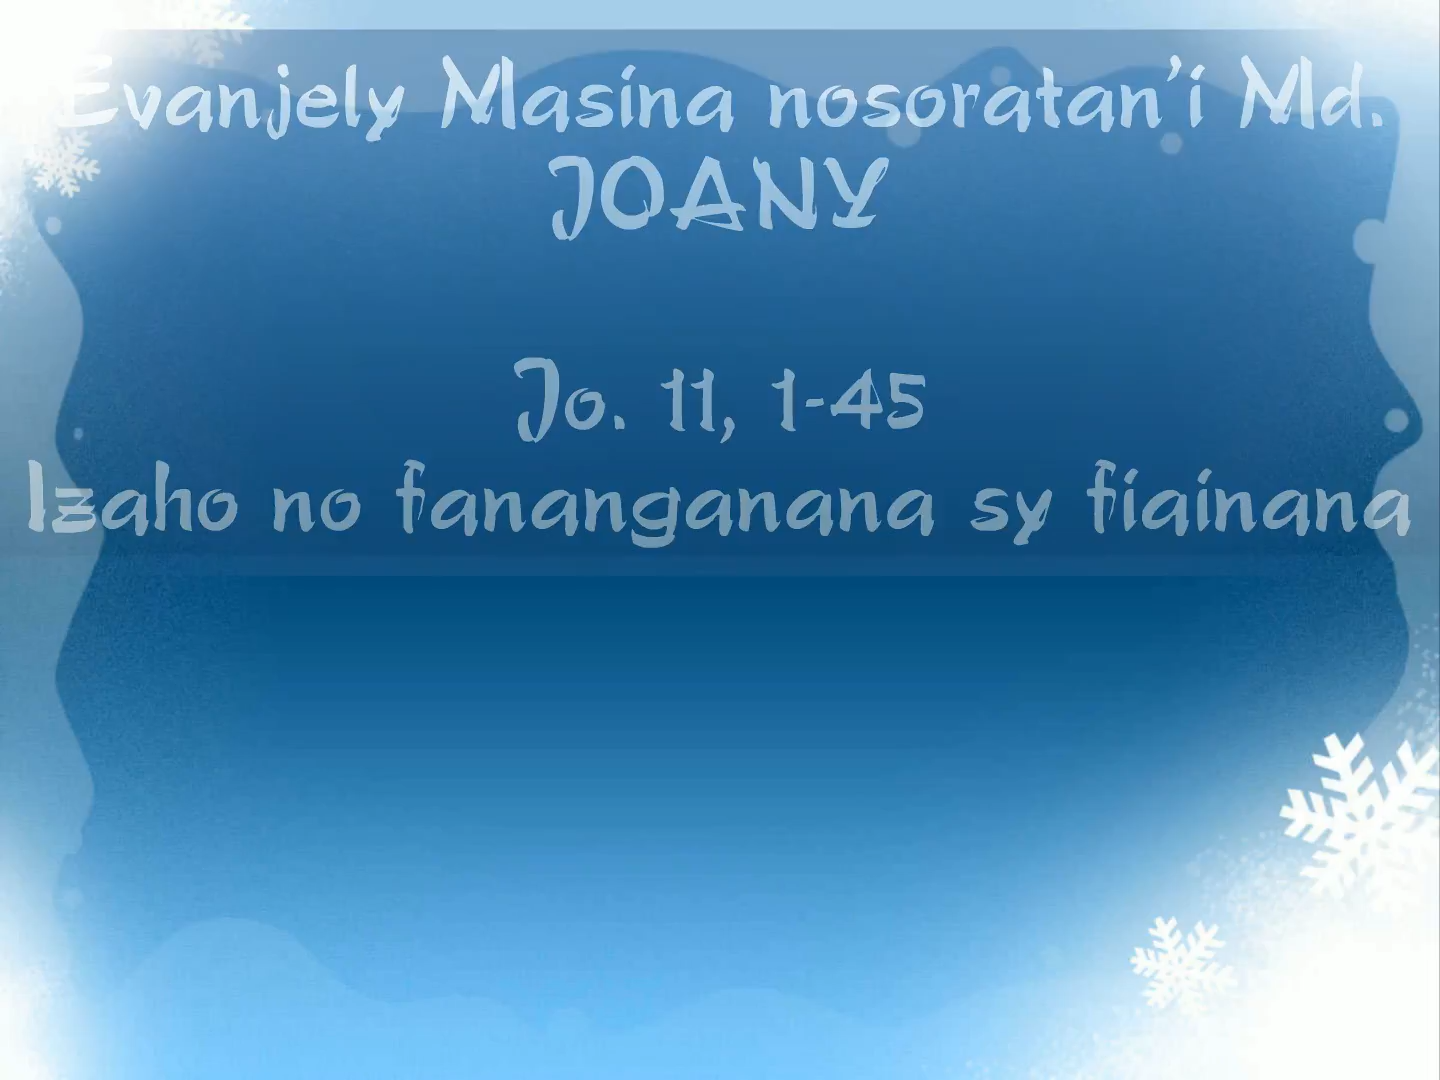 Evanjely Masina nosoratan'i Md.
JOANY
Jo. 11, 1-45
Izaho no fananganana sy fiainana